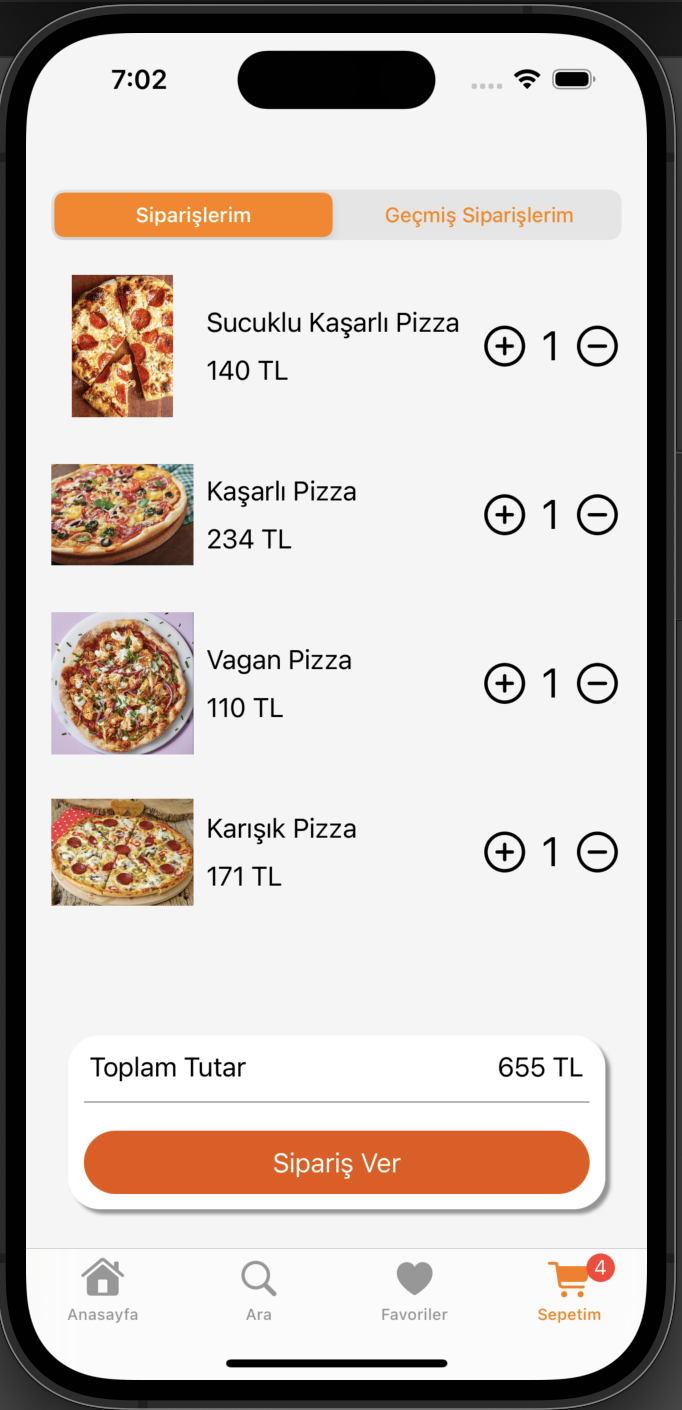 7:02
Siparişlerim
Geçmiş Siparişlerim
Sucuklu Kaşarlı Pizza
140 TL
1
Kaşarlı Pizza
234 TL
1
Vagan Pizza
110 TL
1
Karışık Pizza
171 TL
1
Toplam Tutar 655 TL
Sipariş Ver
4
Anasayfa Ara Favoriler Sepetim